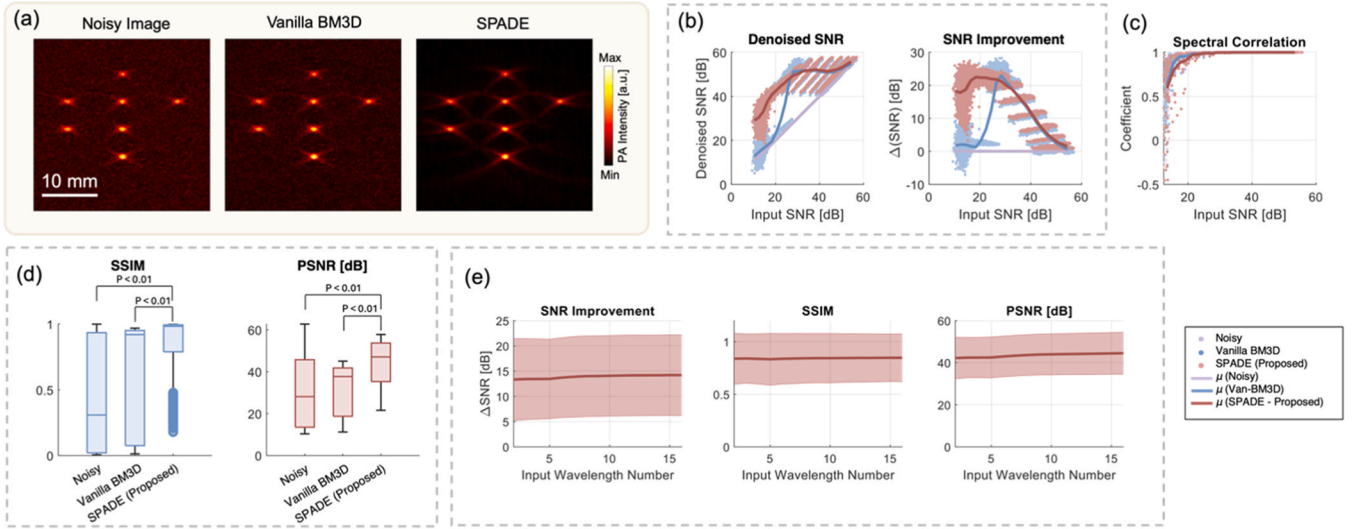 (a)
Noisy Image
Vanilla BM3D
SPADE
10 mm
Max
PA Intensity [a.u.]
Min
(b)
Denoised SNR
60
40
20
0
Denoised SNR [dB]
0 20 40 60
Input SNR [dB]
SNR Improvement
30
20
10
0
-10
Δ(SNR) [dB]
0 20 40 60
Input SNR [dB]
(c)
Spectral Correlation
1
0.5
0
-0.5
Coefficient
20 40 60
Input SNR [dB]
(d)
SSIM
P < 0.01
P < 0.01
1
0.5
0
Noisy
Vanilla BM3D
SPADE (Proposed)
PSNR [dB]
P < 0.01
P < 0.01
60
40
20
0
Noisy
Vanilla BM3D
SPADE (Proposed)
(e)
SNR Improvement
25
20
15
10
5
0
ΔSNR [dB]
5 10 15
Input Wavelength Number
SSIM
1
0.5
0
5 10 15
Input Wavelength Number
PSNR [dB]
60
40
20
0
5 10 15
Input Wavelength Number
Noisy
Vanilla BM3D
SPADE (Proposed)
μ (Noisy)
μ (Van-BM3D)
μ (SPADE - Proposed)